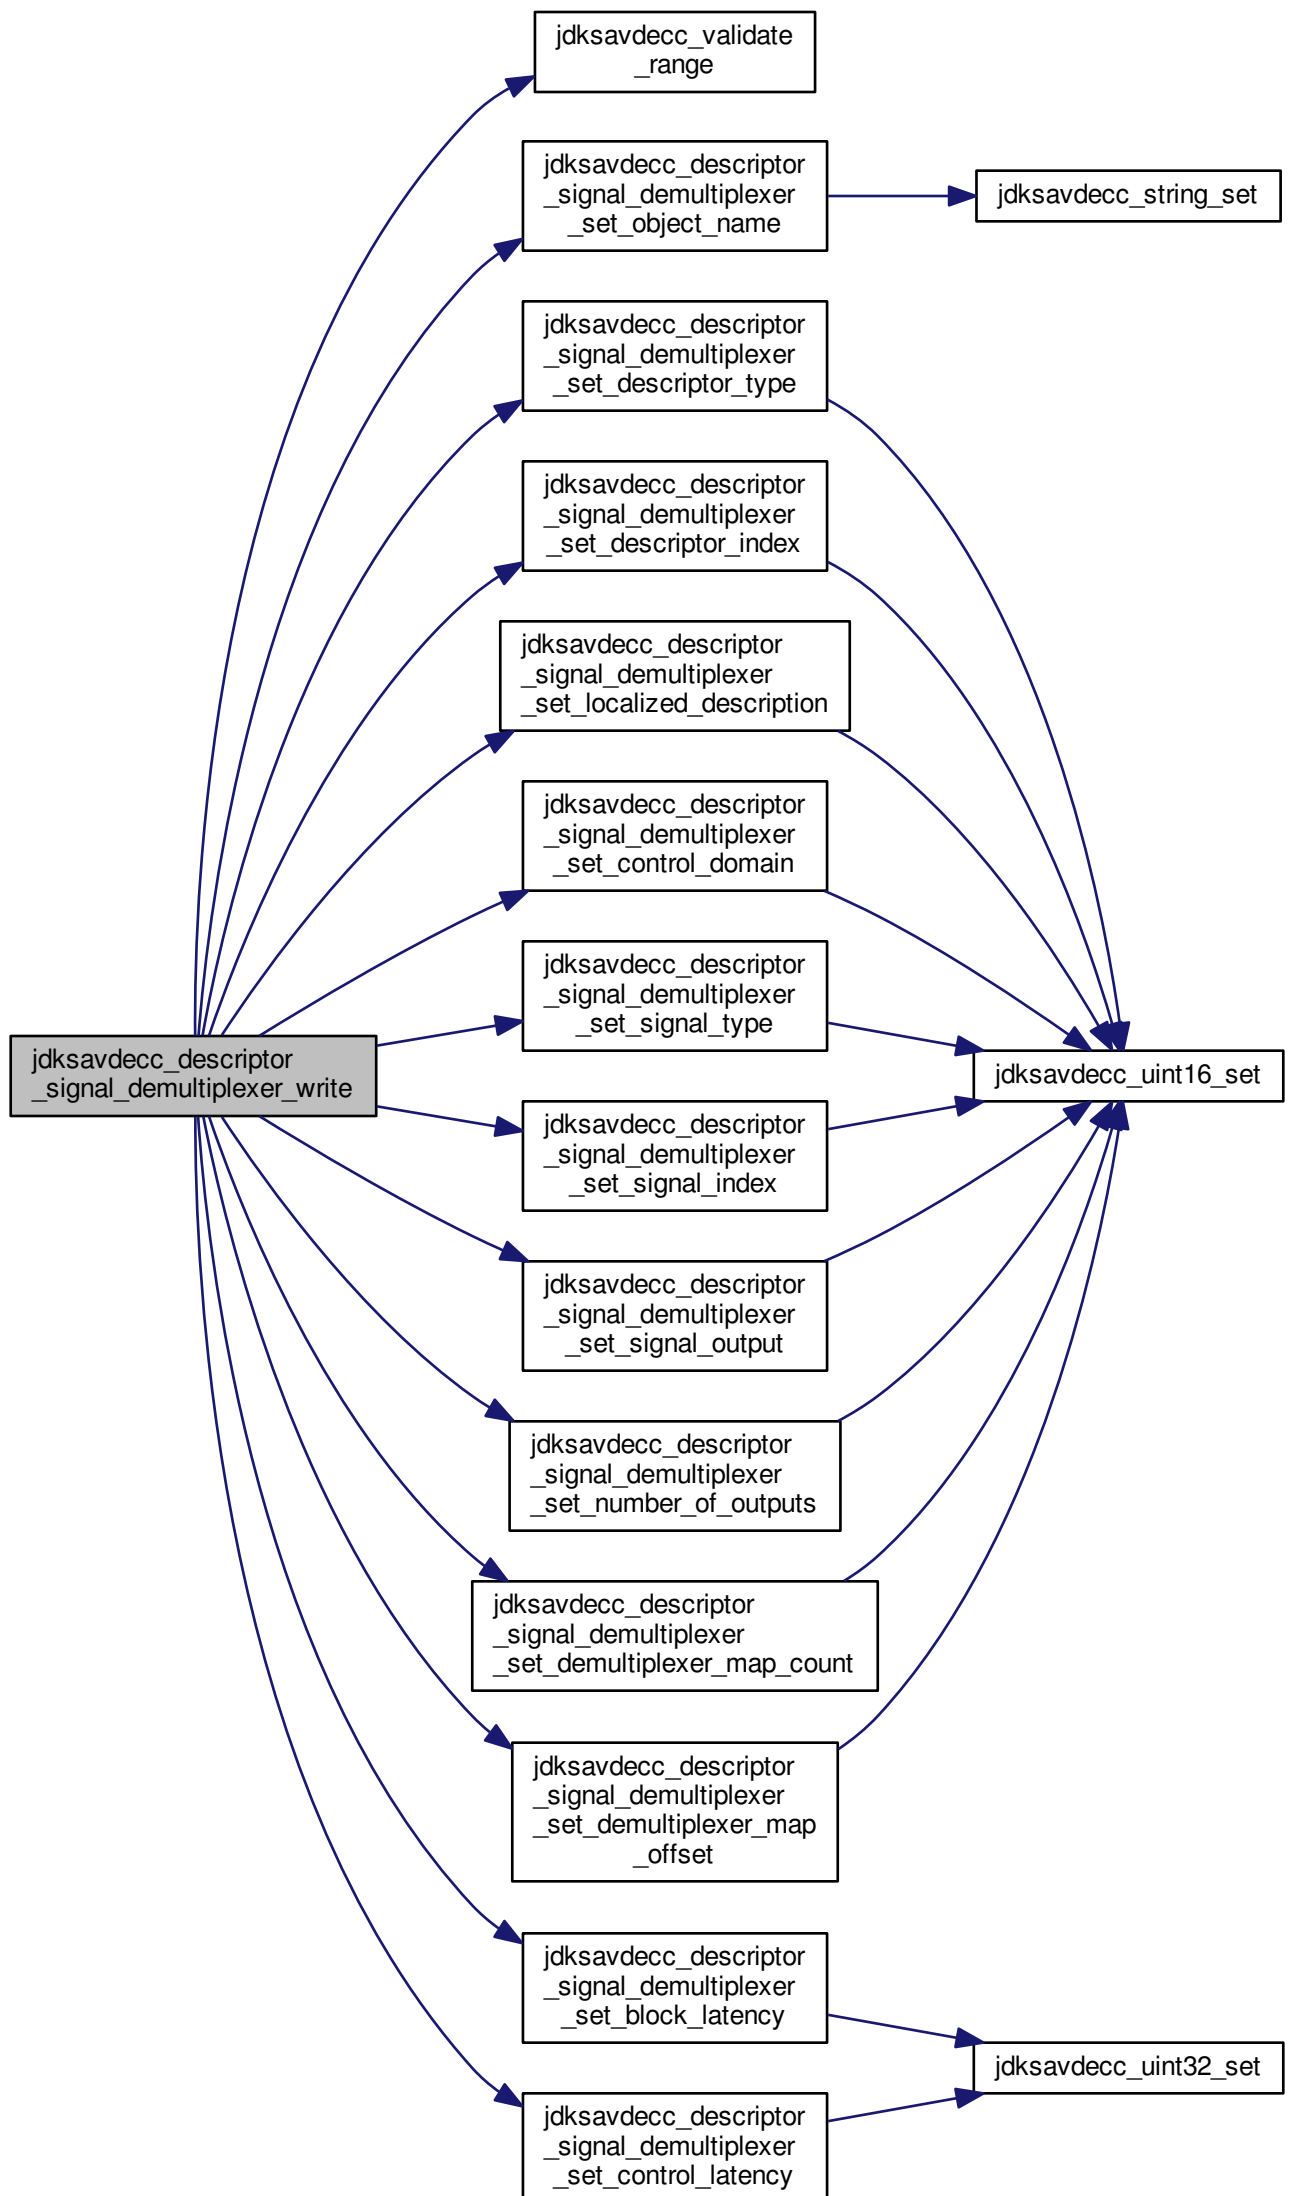 jdksavdecc_validate
_range
jdksavdecc_descriptor
_signal_demultiplexer
_set_object_name
jdksavdecc_string_set
jdksavdecc_descriptor
_signal_demultiplexer
_set_descriptor_type
jdksavdecc_descriptor
_signal_demultiplexer
_set_descriptor_index
jdksavdecc_descriptor
_signal_demultiplexer
_set_localized_description
jdksavdecc_descriptor
_signal_demultiplexer
_set_control_domain
jdksavdecc_descriptor
_signal_demultiplexer
_set_signal_type
jdksavdecc_descriptor
_signal_demultiplexer_write
jdksavdecc_uint16_set
jdksavdecc_descriptor
_signal_demultiplexer
_set_signal_index
jdksavdecc_descriptor
_signal_demultiplexer
_set_signal_output
jdksavdecc_descriptor
_signal_demultiplexer
_set_number_of_outputs
jdksavdecc_descriptor
_signal_demultiplexer
_set_demultiplexer_map_count
jdksavdecc_descriptor
_signal_demultiplexer
_set_demultiplexer_map
_offset
jdksavdecc_descriptor
_signal_demultiplexer
_set_block_latency
jdksavdecc_uint32_set
jdksavdecc_descriptor
_signal_demultiplexer
_set_control_latency